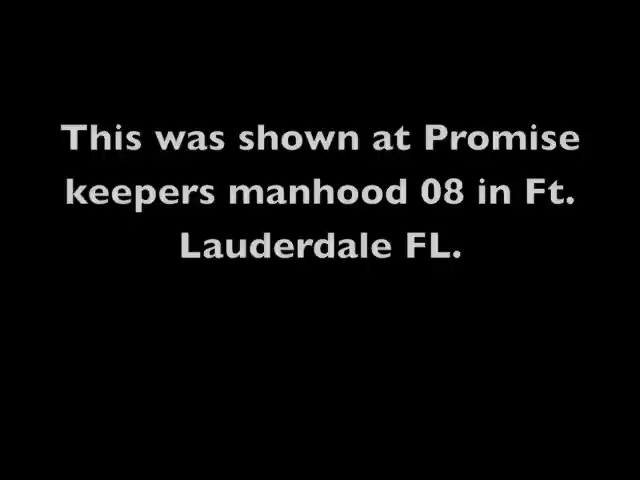 This was shown at Promise
keepers manhood 08 in Ft.
Lauderdale FL.